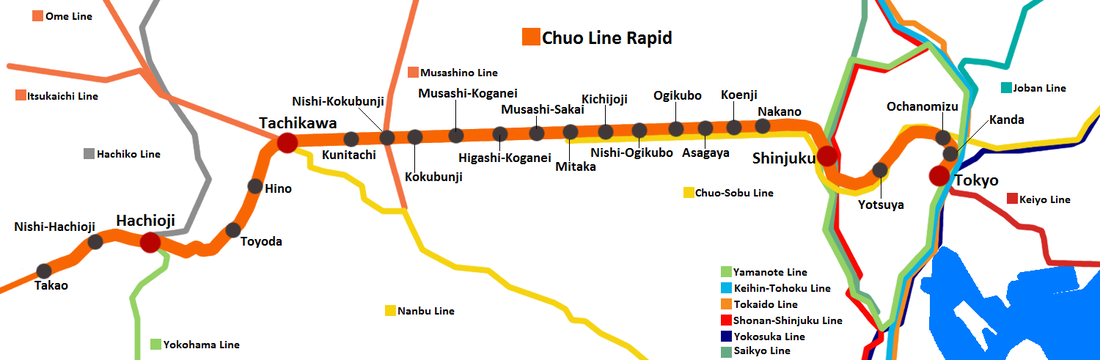 Ome Line
Chuo Line Rapid
Itsukaichi Line
Musashino Line
Joban Line
Hachiko Line
Tachikawa
Nishi-Kokubunji
Musashi-Koganei
Musashi-Sakai
Kichijoji
Ogikubo
Koenji
Nakano
Ochanomizu
Kanda
Kunitachi
Kokubunji
Higashi-Koganei
Mitaka
Nishi-Ogikubo
Asagaya
Shinjuku
Yotsuya
Tokyo
Chuo-Sobu Line
Keiyo Line
Hino
Toyoda
Hachioji
Nishi-Hachioji
Takao
Nanbu Line
Yokohama Line
Yamanote Line
Keihin-Tohoku Line
Tokaido Line
Shonan-Shinjuku Line
Yokosuka Line
Saikyo Line